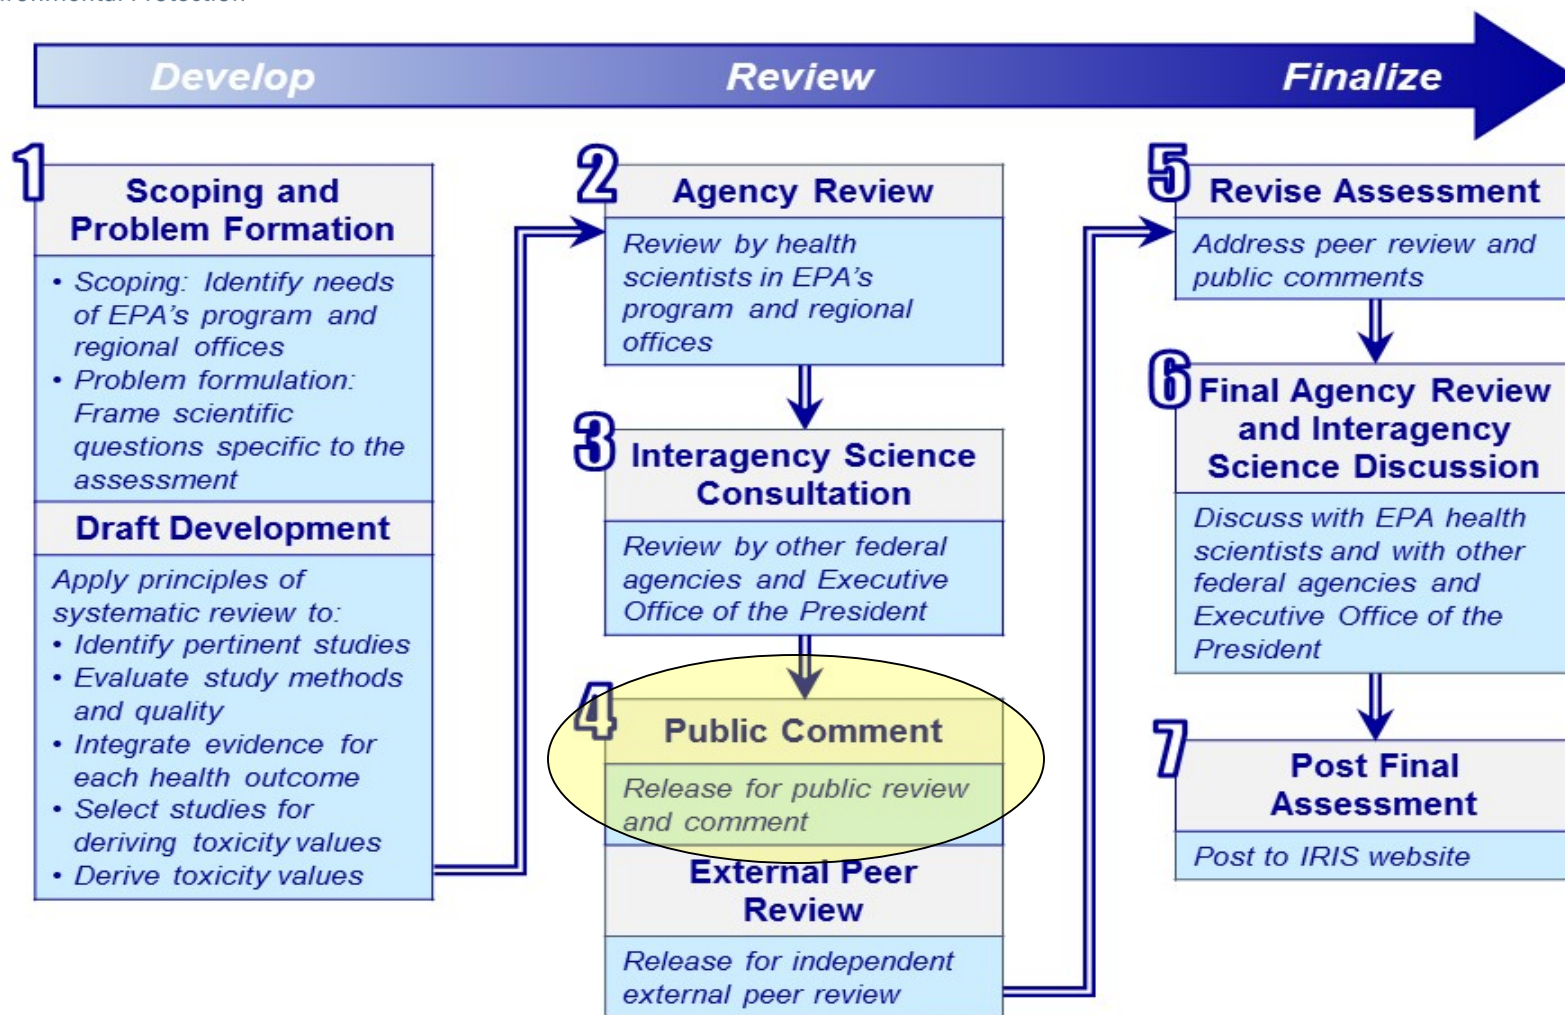 Environmental Protection
Develop
Review
Finalize
1
Scoping and
Problem Formation
• Scoping: Identify needs
of EPA's program and
regional offices
• Problem formulation:
Frame scientific
questions specific to the
assessment
Draft Development
Apply principles of
systematic review to:
• Identify pertinent studies
• Evaluate study methods
and quality
• Integrate evidence for
each health outcome
• Select studies for
deriving toxicity values
• Derive toxicity values
2
Agency Review
Review by health
scientists in EPA's
program and regional
offices
3
Interagency Science
Consultation
Review by other federal
agencies and Executive
Office of the President
4
Public Comment
Release for public review
and comment
External Peer
Review
Release for independent
external peer review
5
Revise Assessment
Address peer review and
public comments
6
Final Agency Review
and Interagency
Science Discussion
Discuss with EPA health
scientists and with other
federal agencies and
Executive Office of the
President
7
Post Final
Assessment
Post to IRIS website